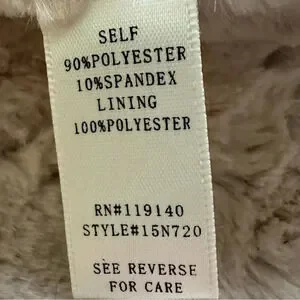 SELF
90%POLYESTER
10%SPANDEX
LINING
100%POLYESTER
RN#119140
STYLE#15N720
SEE REVERSE
FOR CARE